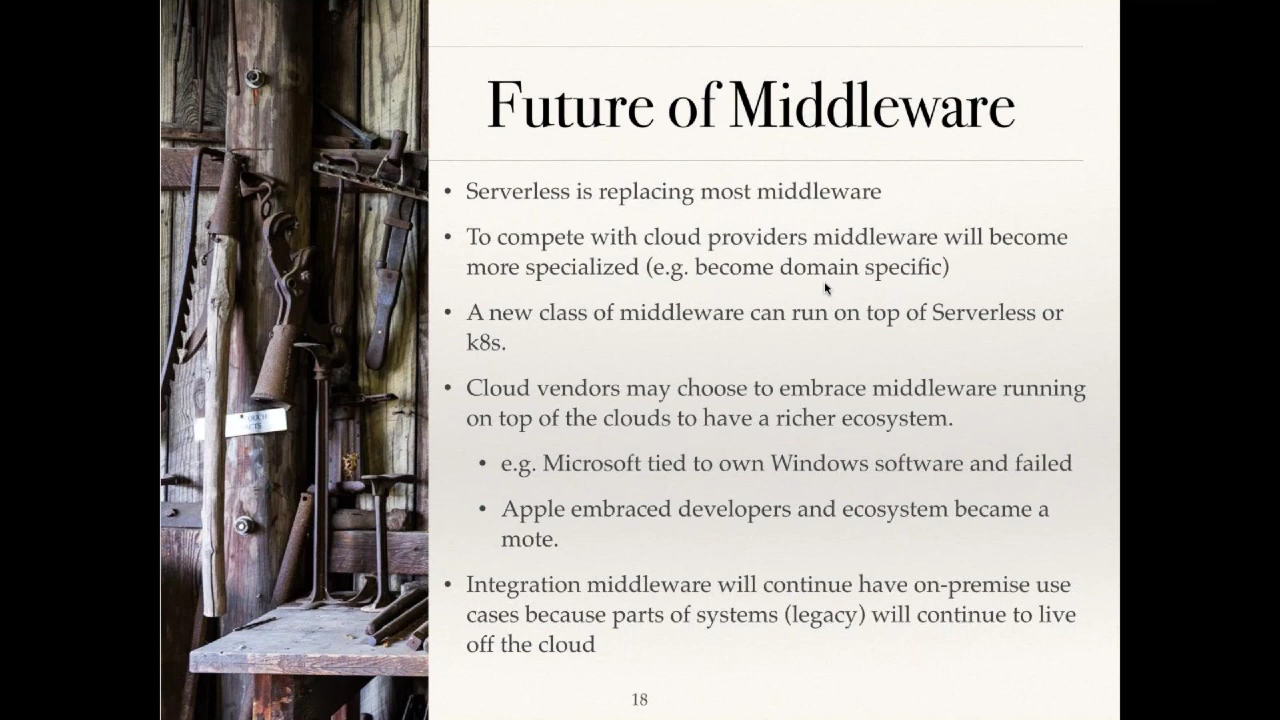 Future of Middleware
• Serverless is replacing most middleware
• To compete with cloud providers middleware will become
more specialized (e.g. become domain specific)
• A new class of middleware can run on top of Serverless or
k8s.
• Cloud vendors may choose to embrace middleware running
on top of the clouds to have a richer ecosystem.
• e.g. Microsoft tied to own Windows software and failed
• Apple embraced developers and ecosystem became a
mote.
• Integration middleware will continue have on-premise use
cases because parts of systems (legacy) will continue to live
off the cloud
18